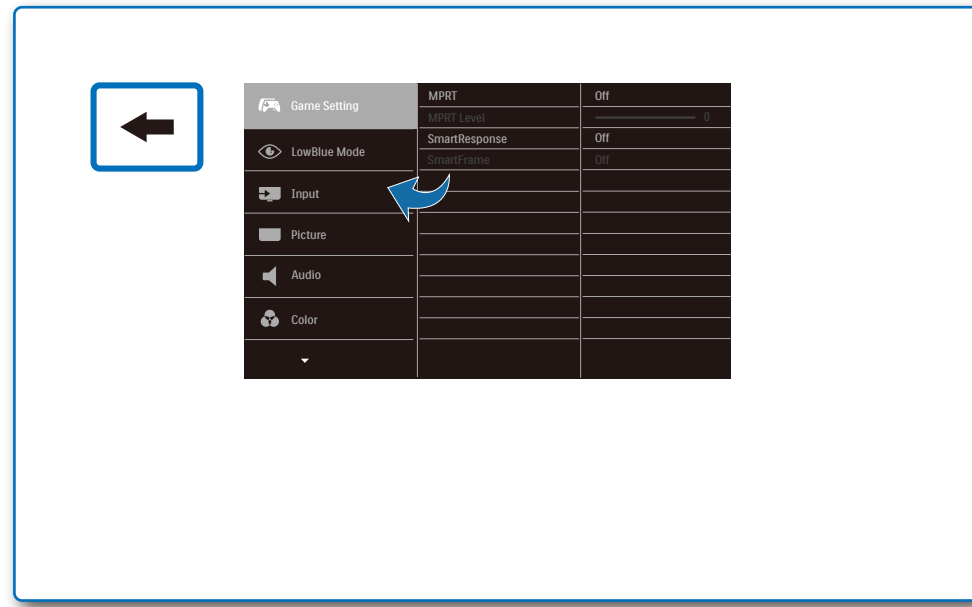 Game Setting
LowBlue Mode
Input
Picture
Audio
Color
MPRT Off
MPRT Level 0
SmartResponse Off
SmartFrame Off